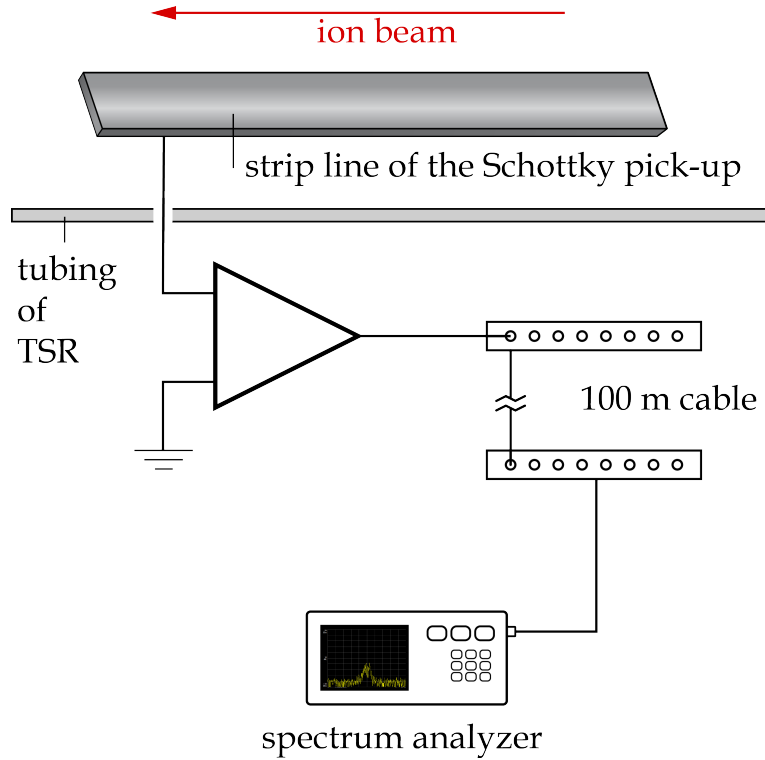 ion beam
strip line of the Schottky pick-up
tubing
of
TSR
100 m cable
spectrum analyzer